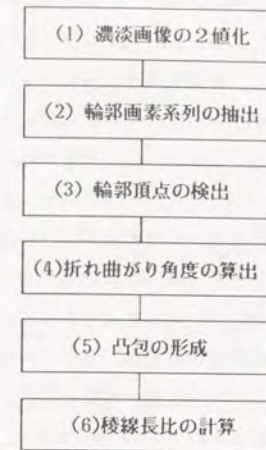 (1) 濃淡画像の２値化
(2) 輪郭画素系列の抽出
(3) 輪郭頂点の検出
(4)折れ曲がり角度の算出
(5) 凸包の形成
(6)稜線長比の計算